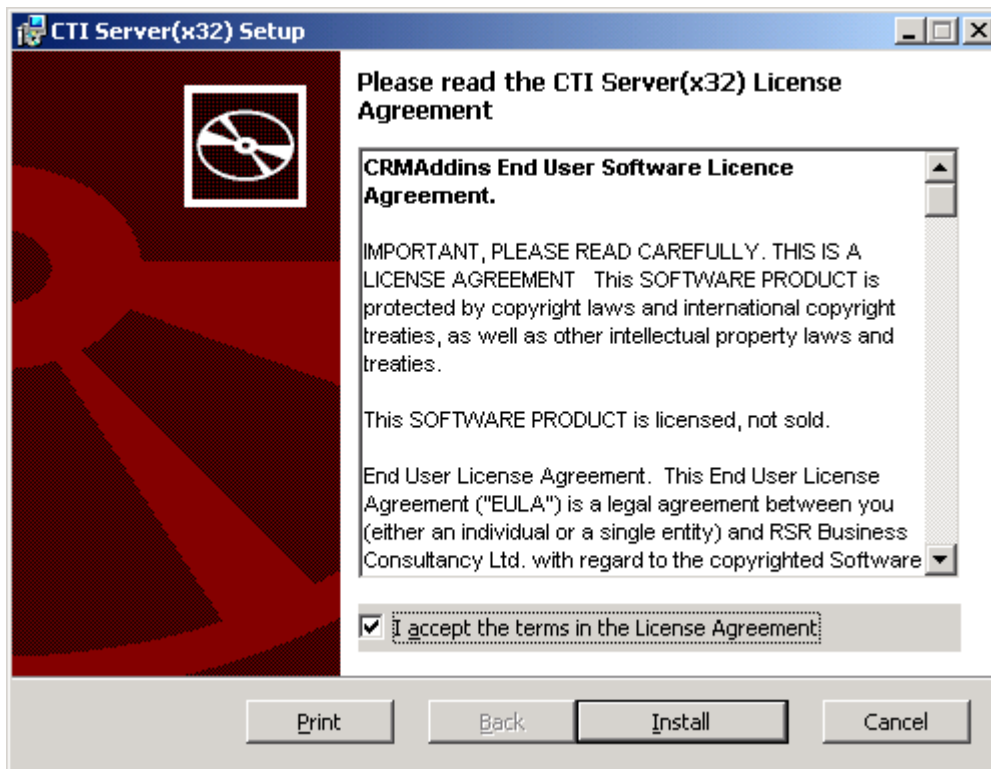 CTI Server(x32) Setup
Please read the CTI Server(x32) License
Agreement
CRMAddins End User Software Licence
Agreement.
IMPORTANT, PLEASE READ CAREFULLY. THIS IS A
LICENSE AGREEMENT   This SOFTWARE PRODUCT is
protected by copyright laws and international copyright
treaties, as well as other intellectual property laws and
treaties.
This SOFTWARE PRODUCT is licensed, not sold.
End User License Agreement.  This End User License
Agreement ("EULA") is a legal agreement between you
(either an individual or a single entity) and RSR Business
Consultancy Ltd. with regard to the copyrighted Software
I accept the terms in the License Agreement
Print Back Install Cancel